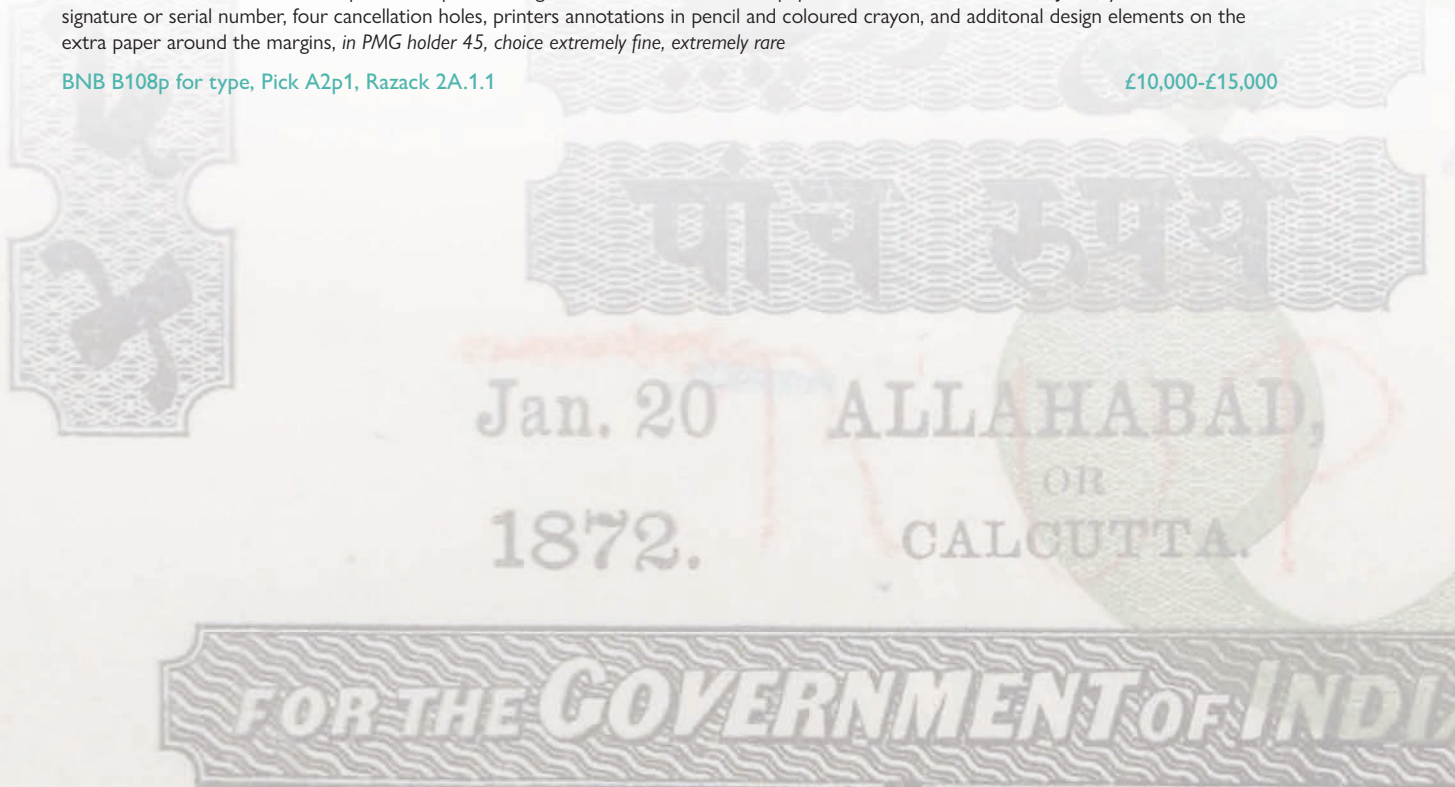 signature or serial number, four cancellation holes, printers annotations in pencil and coloured crayon, and additonal design elements on the
extra paper around the margins, in PMG holder 45, choice extremely fine, extremely rare
BNB B108p for type, Pick A2p1, Razack 2A.1.1 £10,000-£15,000
पांच रुपये
५
Jan. 20 ALLAHABAD,
OR
1872. CALCUTTA.
FOR THE GOVERNMENT OF INDI